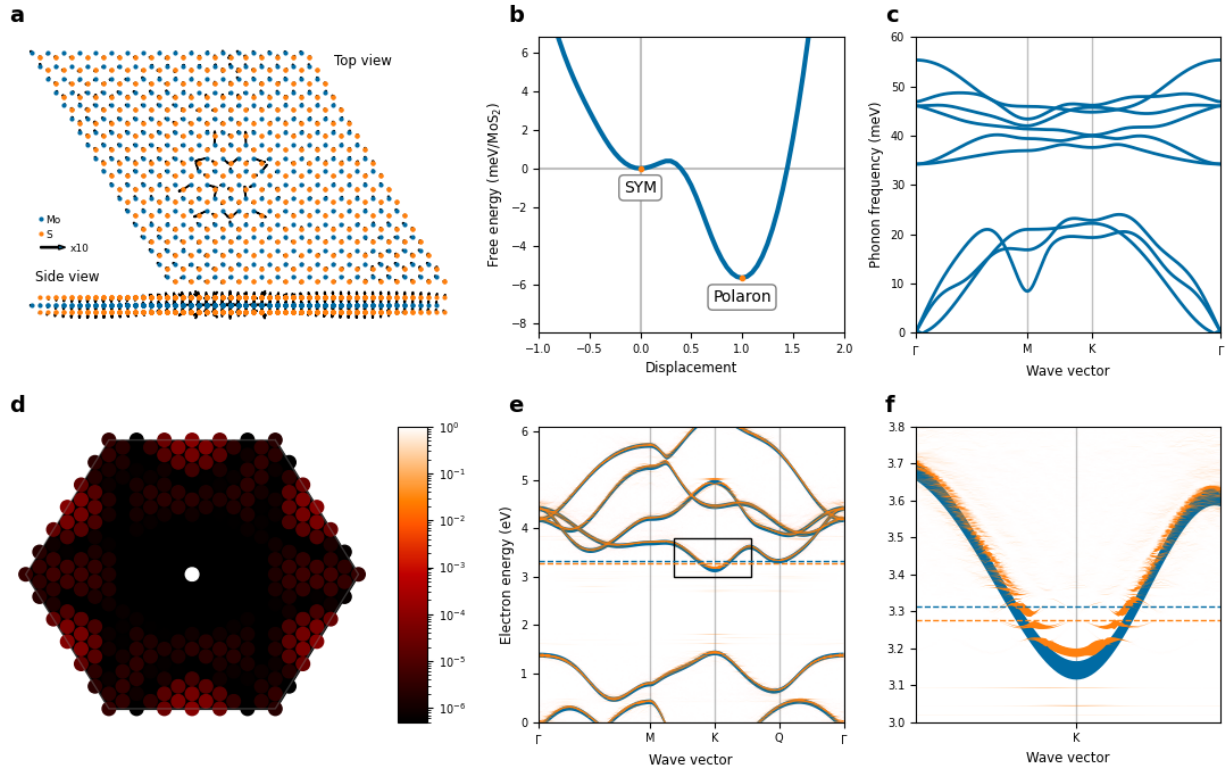 a
Top view
Mo
S
x10
Side view
b
Free energy (meV/MoS₂)
6
4
2
0
−2
−4
−6
−8
SYM
Polaron
−1.0 −0.5 0.0 0.5 1.0 1.5 2.0
Displacement
c
Phonon frequency (meV)
60
50
40
30
20
10
0
Γ M K Γ
Wave vector
d
10⁰
10⁻¹
10⁻²
10⁻³
10⁻⁴
10⁻⁵
10⁻⁶
e
Electron energy (eV)
6
5
4
3
2
1
0
Γ M K Q Γ
Wave vector
f
3.8
3.7
3.6
3.5
3.4
3.3
3.2
3.1
3.0
K
Wave vector